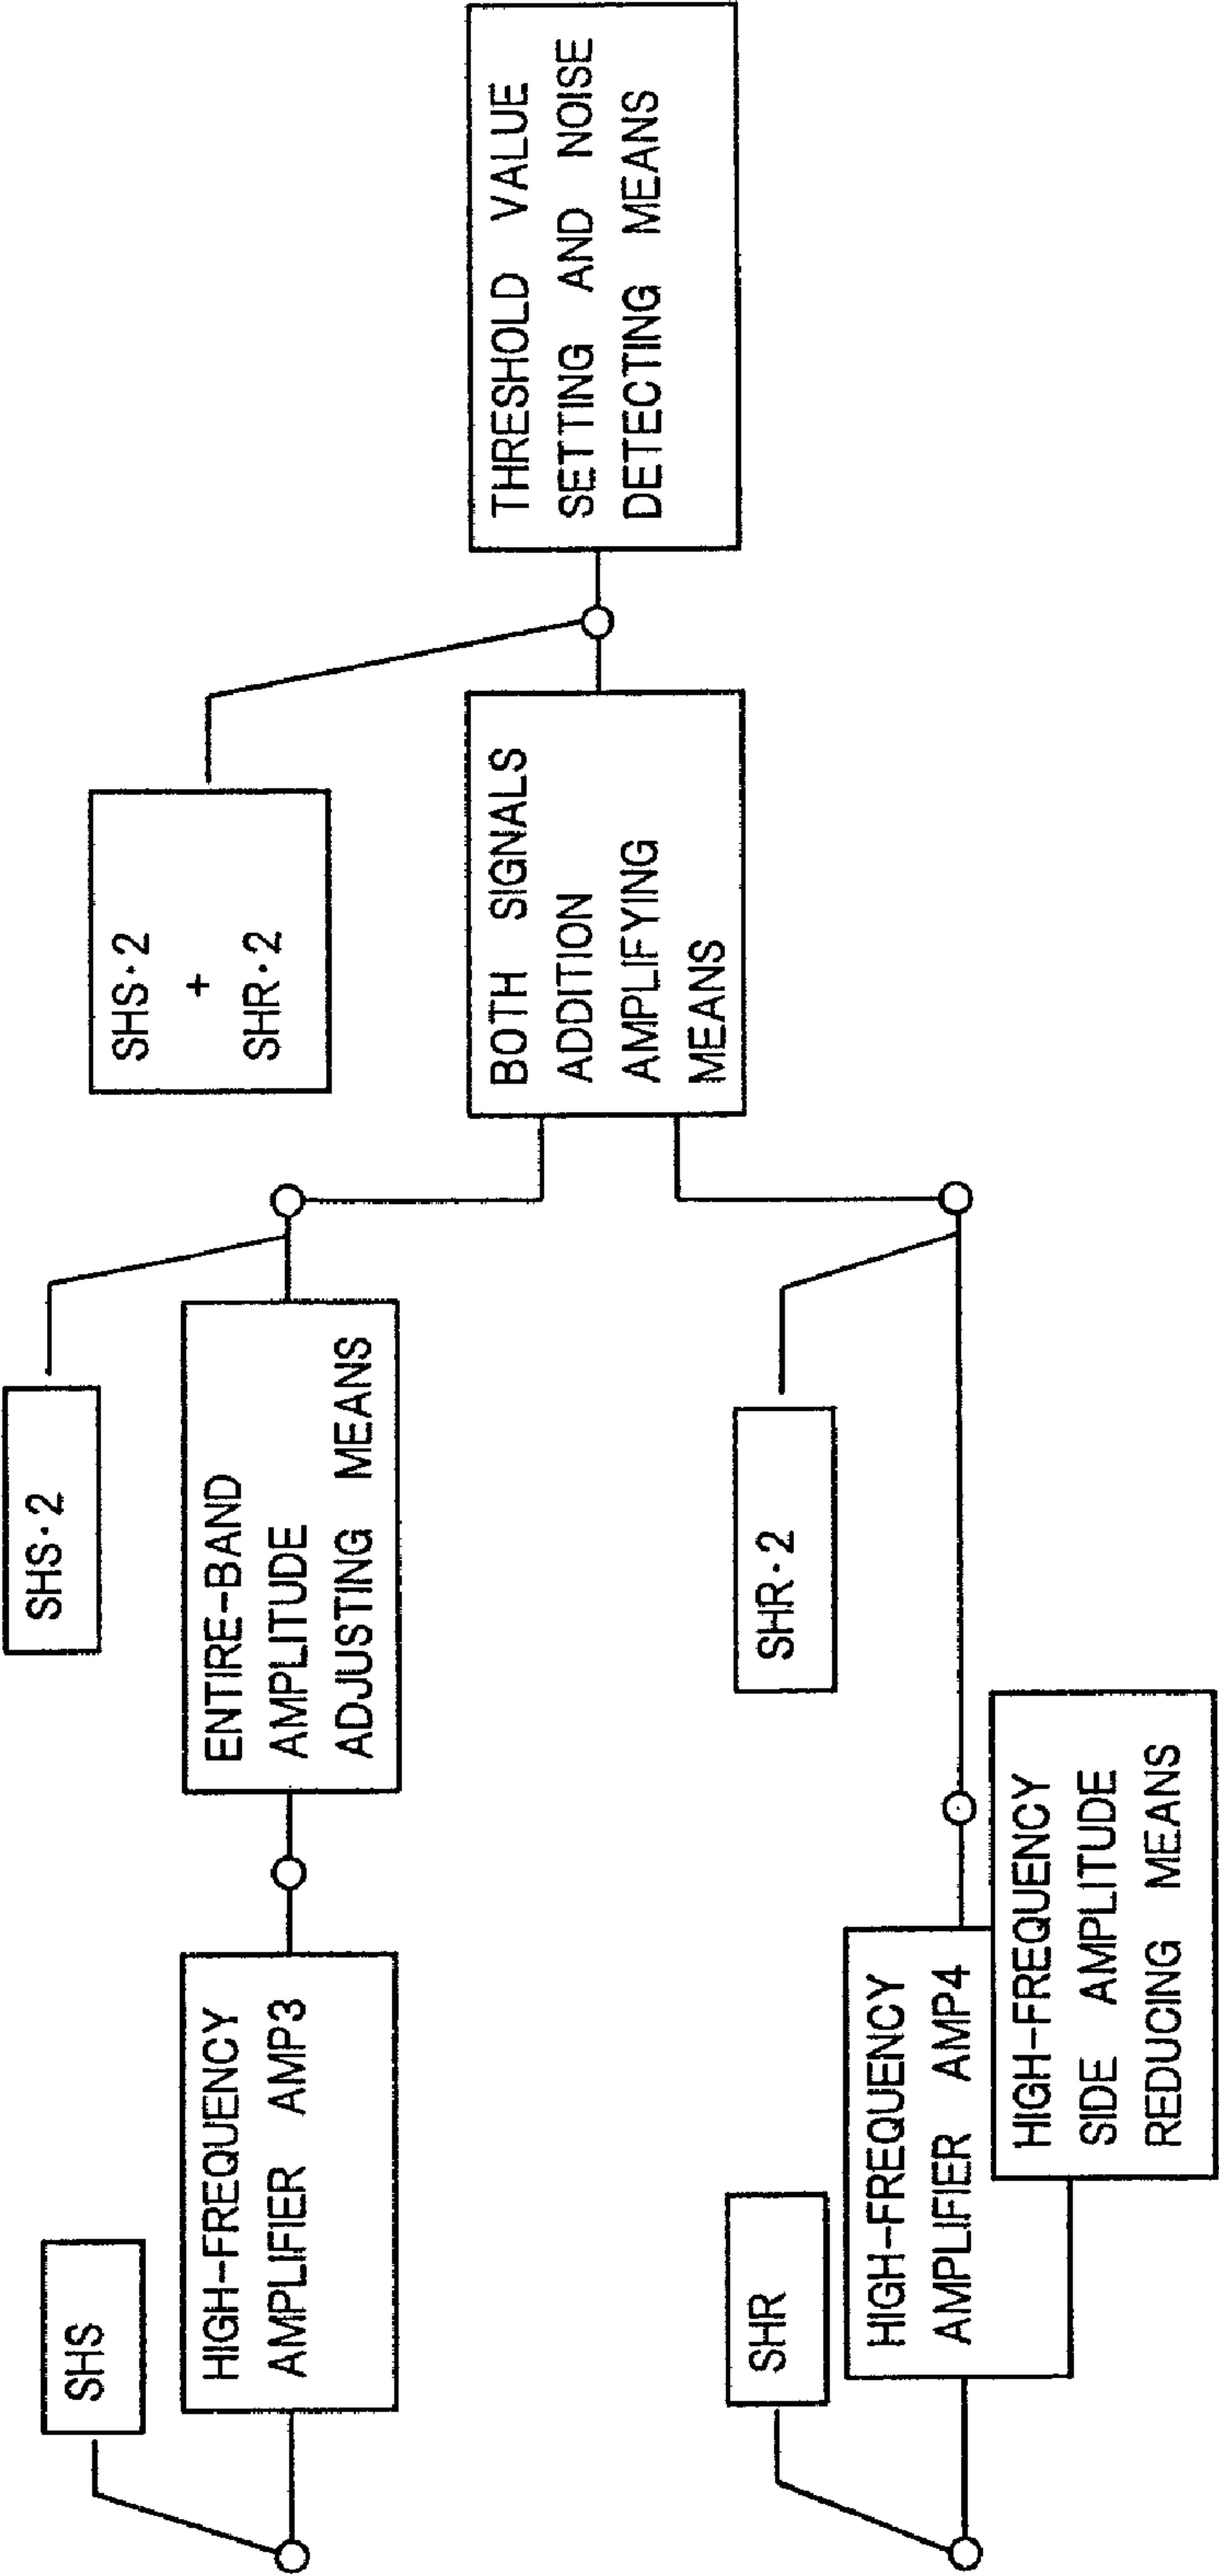 SHS
HIGH-FREQUENCY
AMPLIFIER AMP3
SHS·2
ENTIRE-BAND
AMPLITUDE
ADJUSTING MEANS
SHS·2
+
SHR·2
BOTH SIGNALS
ADDITION
AMPLIFYING
MEANS
THRESHOLD VALUE
SETTING AND NOISE
DETECTING MEANS
SHR
HIGH-FREQUENCY
AMPLIFIER AMP4
HIGH-FREQUENCY
SIDE AMPLITUDE
REDUCING MEANS
SHR·2